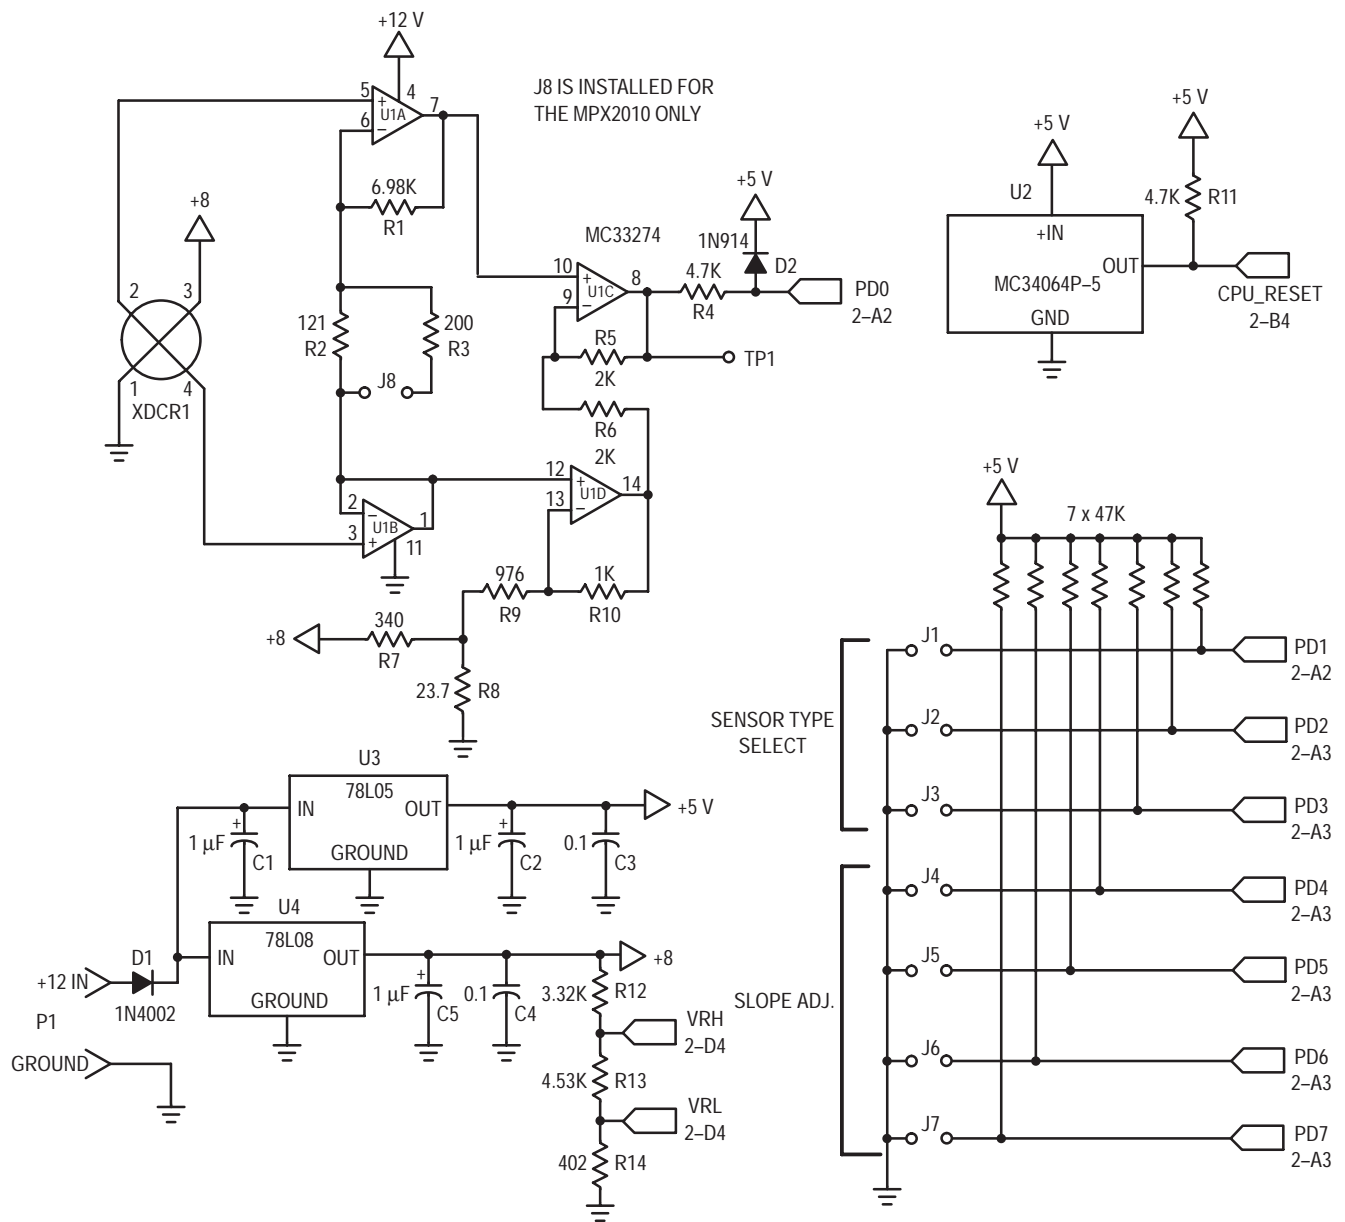 +12 V
J8 IS INSTALLED FOR
THE MPX2010 ONLY
5
+
U1A
4
7
6
−
6.98K
R1
+8
2
3
1
4
XDCR1
121
R2
200
R3
J8
MC33274
10
+
U1C
8
9
−
4.7K
R4
+5 V
1N914
D2
PD0
2–A2
R5
2K
TP1
R6
2K
12
+
U1D
14
13
−
2
−
U1B
1
3
+
11
976
R9
1K
R10
+8
340
R7
23.7
R8
+5 V
U2
+IN
OUT
MC34064P–5
GND
+5 V
4.7K
R11
CPU_RESET
2–B4
+5 V
7 x 47K
SENSOR TYPE
SELECT
J1
PD1
2–A2
J2
PD2
2–A3
J3
PD3
2–A3
SLOPE ADJ.
J4
PD4
2–A3
J5
PD5
2–A3
J6
PD6
2–A3
J7
PD7
2–A3
U3
78L05
IN
OUT
GROUND
+
1 μF
C1
+
1 μF
C2
0.1
C3
+5 V
U4
78L08
IN
OUT
GROUND
D1
1N4002
+12 IN
P1
GROUND
+
1 μF
C5
0.1
C4
+8
3.32K
R12
VRH
2–D4
4.53K
R13
VRL
2–D4
402
R14